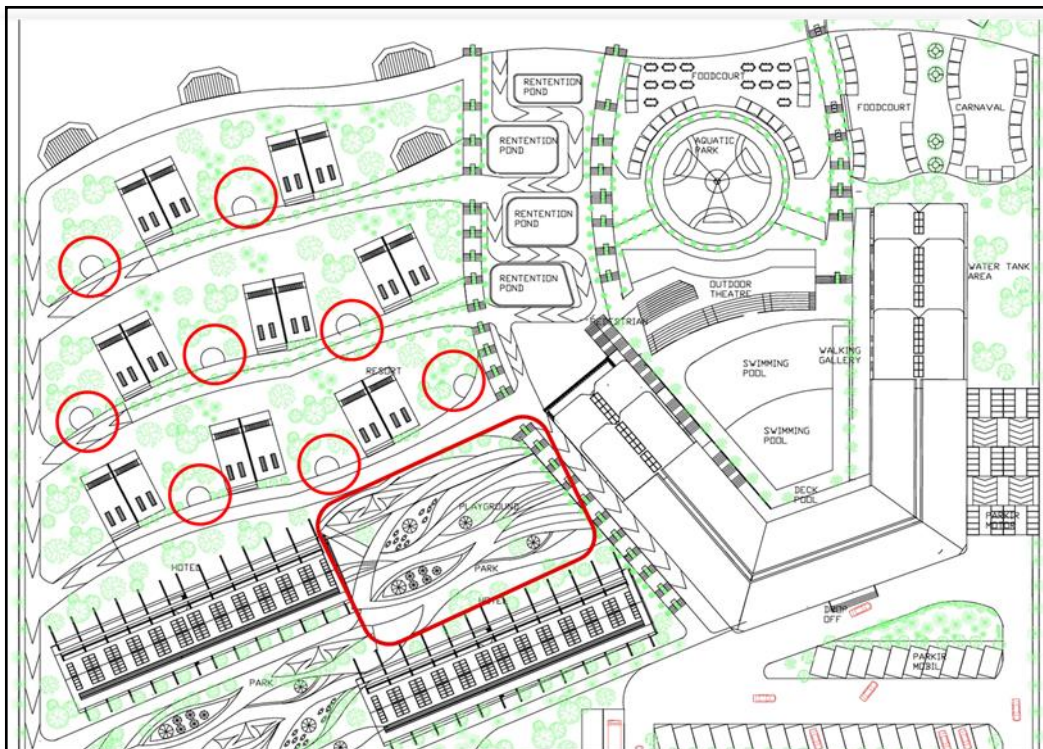 FOODCOURT
RENTENTION
POND
FOODCOURT
CARNAVAL
RENTENTION
POND
AQUATIC
PARK
RENTENTION
POND
RENTENTION
POND
OUTDOOR
THEATRE
WATER TANK
AREA
PEDESTRIAN
WALKING
GALLERY
SWIMMING
POOL
RESORT
SWIMMING
POOL
DECK
POOL
PLAYGROUND
PARKIR
MOTOR
HOTEL
PARK
HOTEL
DROP
OFF
PARKIR
MOBIL
PARK